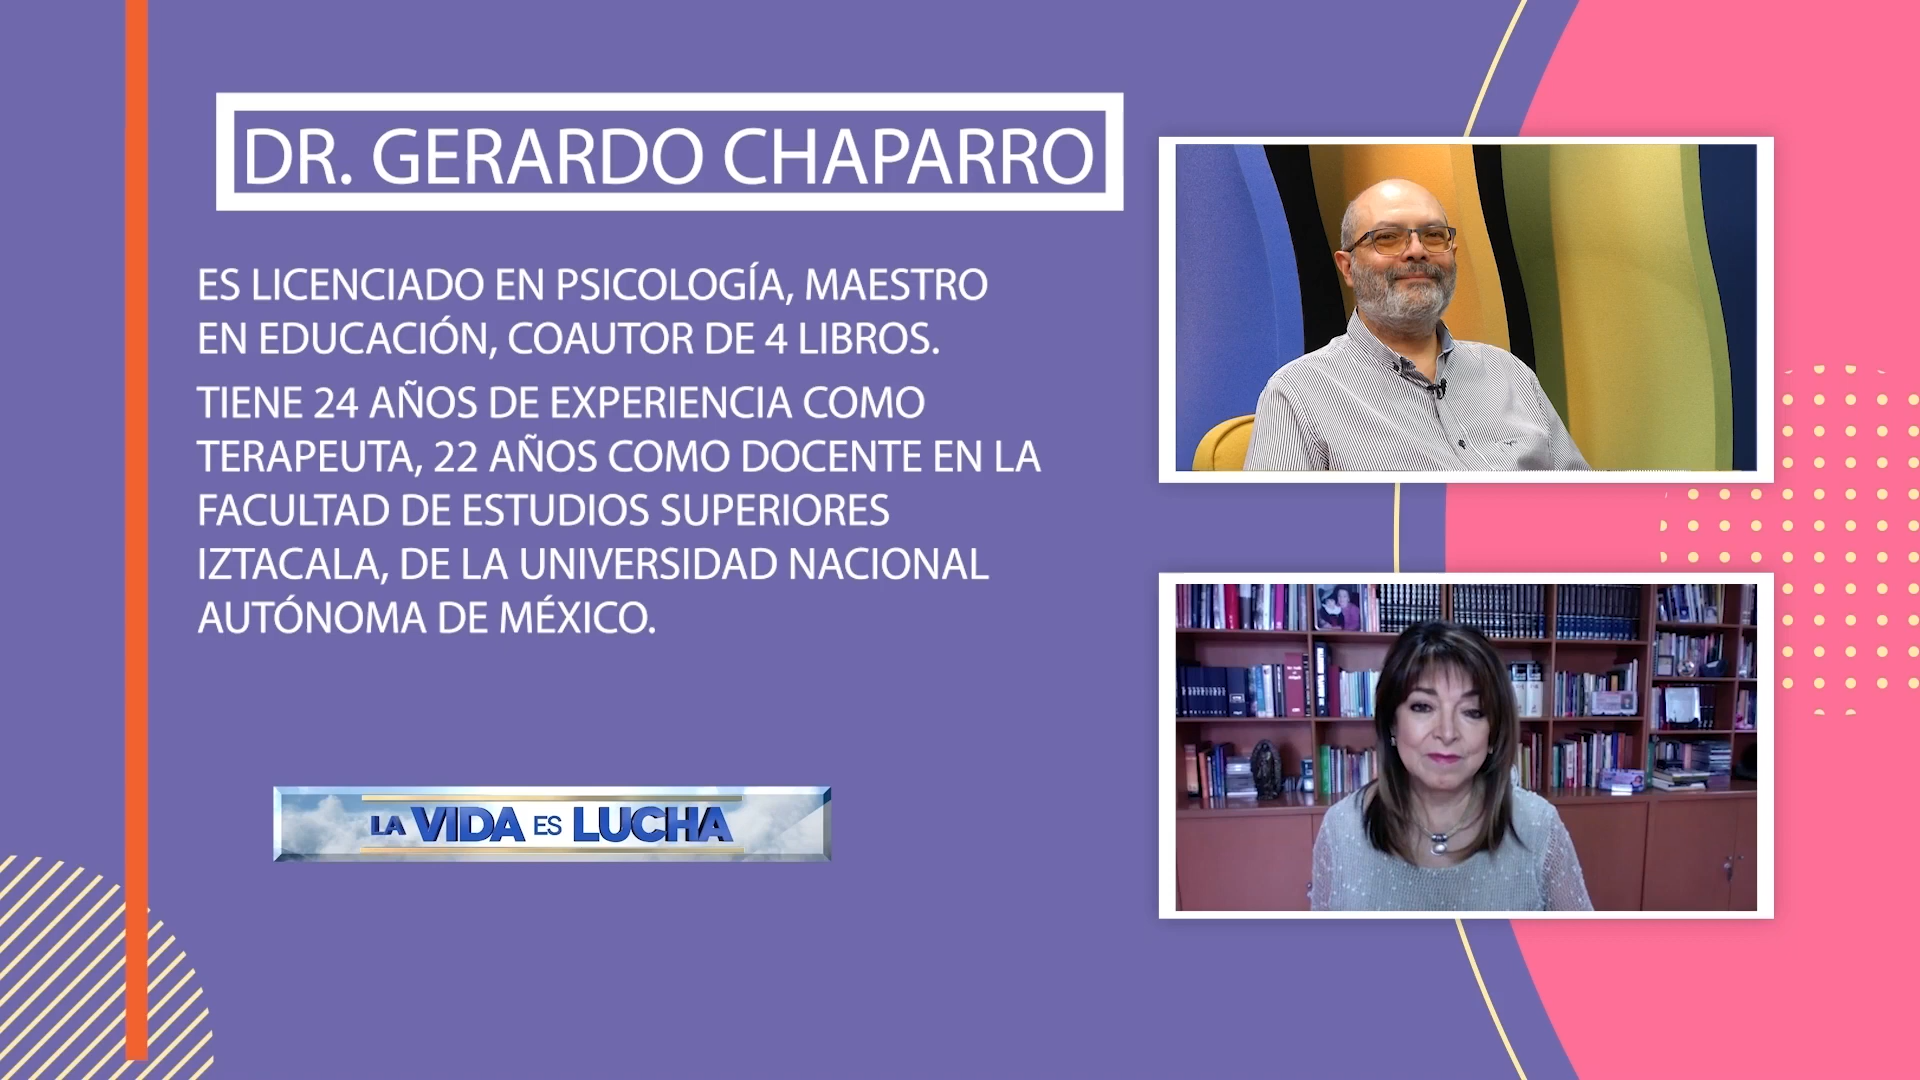 DR. GERARDO CHAPARRO
ES LICENCIADO EN PSICOLOGÍA, MAESTRO
EN EDUCACIÓN, COAUTOR DE 4 LIBROS.
TIENE 24 AÑOS DE EXPERIENCIA COMO
TERAPEUTA, 22 AÑOS COMO DOCENTE EN LA
FACULTAD DE ESTUDIOS SUPERIORES
IZTACALA, DE LA UNIVERSIDAD NACIONAL
AUTÓNOMA DE MÉXICO.
LA VIDA ES LUCHA